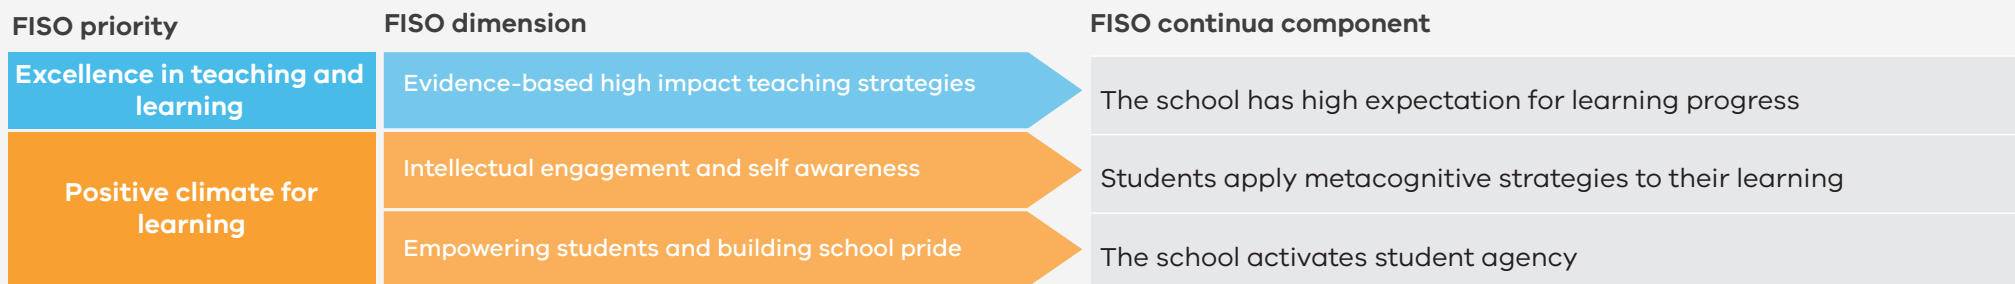 FISO priority
FISO dimension
FISO continua component
Excellence in teaching and
learning
Evidence-based high impact teaching strategies
The school has high expectation for learning progress
Positive climate for
learning
Intellectual engagement and self awareness
Students apply metacognitive strategies to their learning
Empowering students and building school pride
The school activates student agency